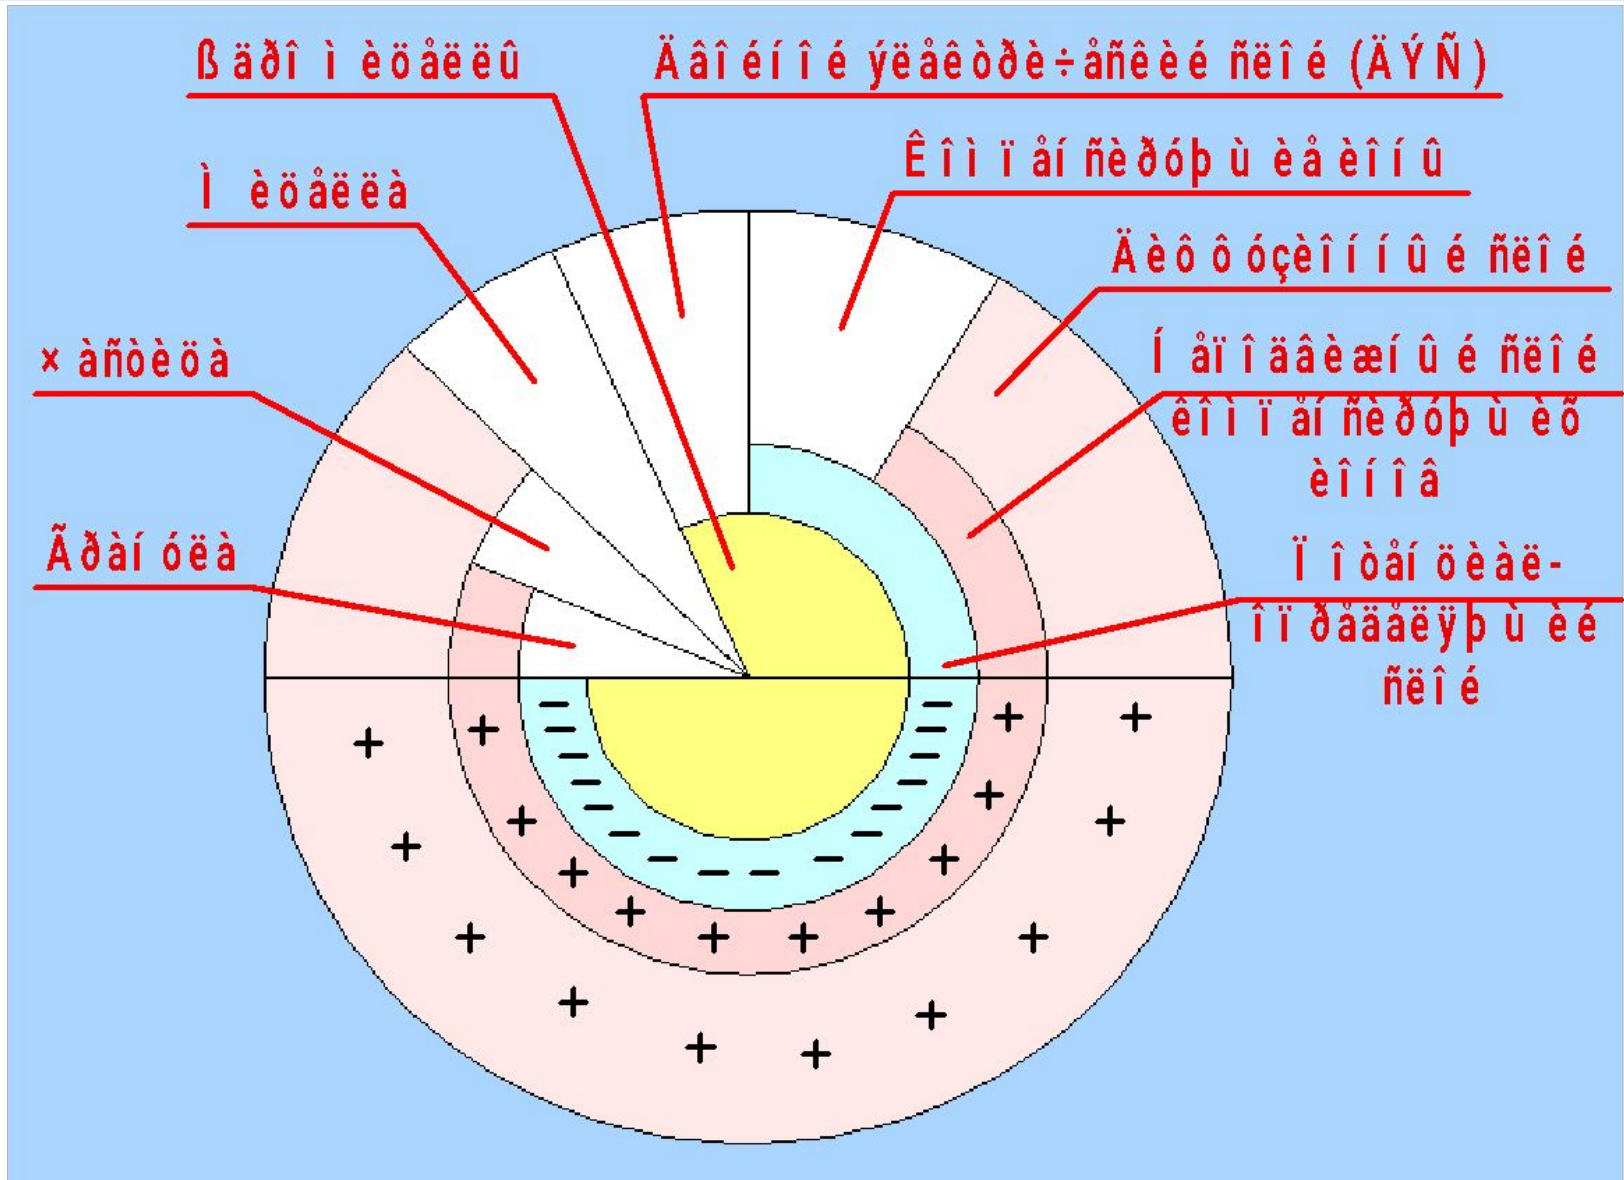 ßäðî ìèöåëëû
Äâîéíîé ýëåêòðè÷åñêèé ñëîé (ÄÝÑ)
Êîìïåíñèðóþùèå èîíû
Ìèöåëëà
Äèôôóçèîííûé ñëîé
×àñòèöà
Íåïîäâèæíûé ñëîé
êîìïåíñèðóþùèõ
èîíîâ
Ãðàíóëà
Ïîòåíöèàë-
îïðåäåëÿþùèé
ñëîé